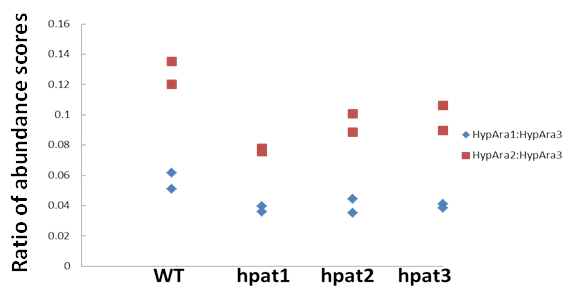 Ratio of abundance scores
0.16
0.14
0.12
0.1
0.08
0.06
0.04
0.02
0
WT hpat1 hpat2 hpat3
HypAra1:HypAra3
HypAra2:HypAra3